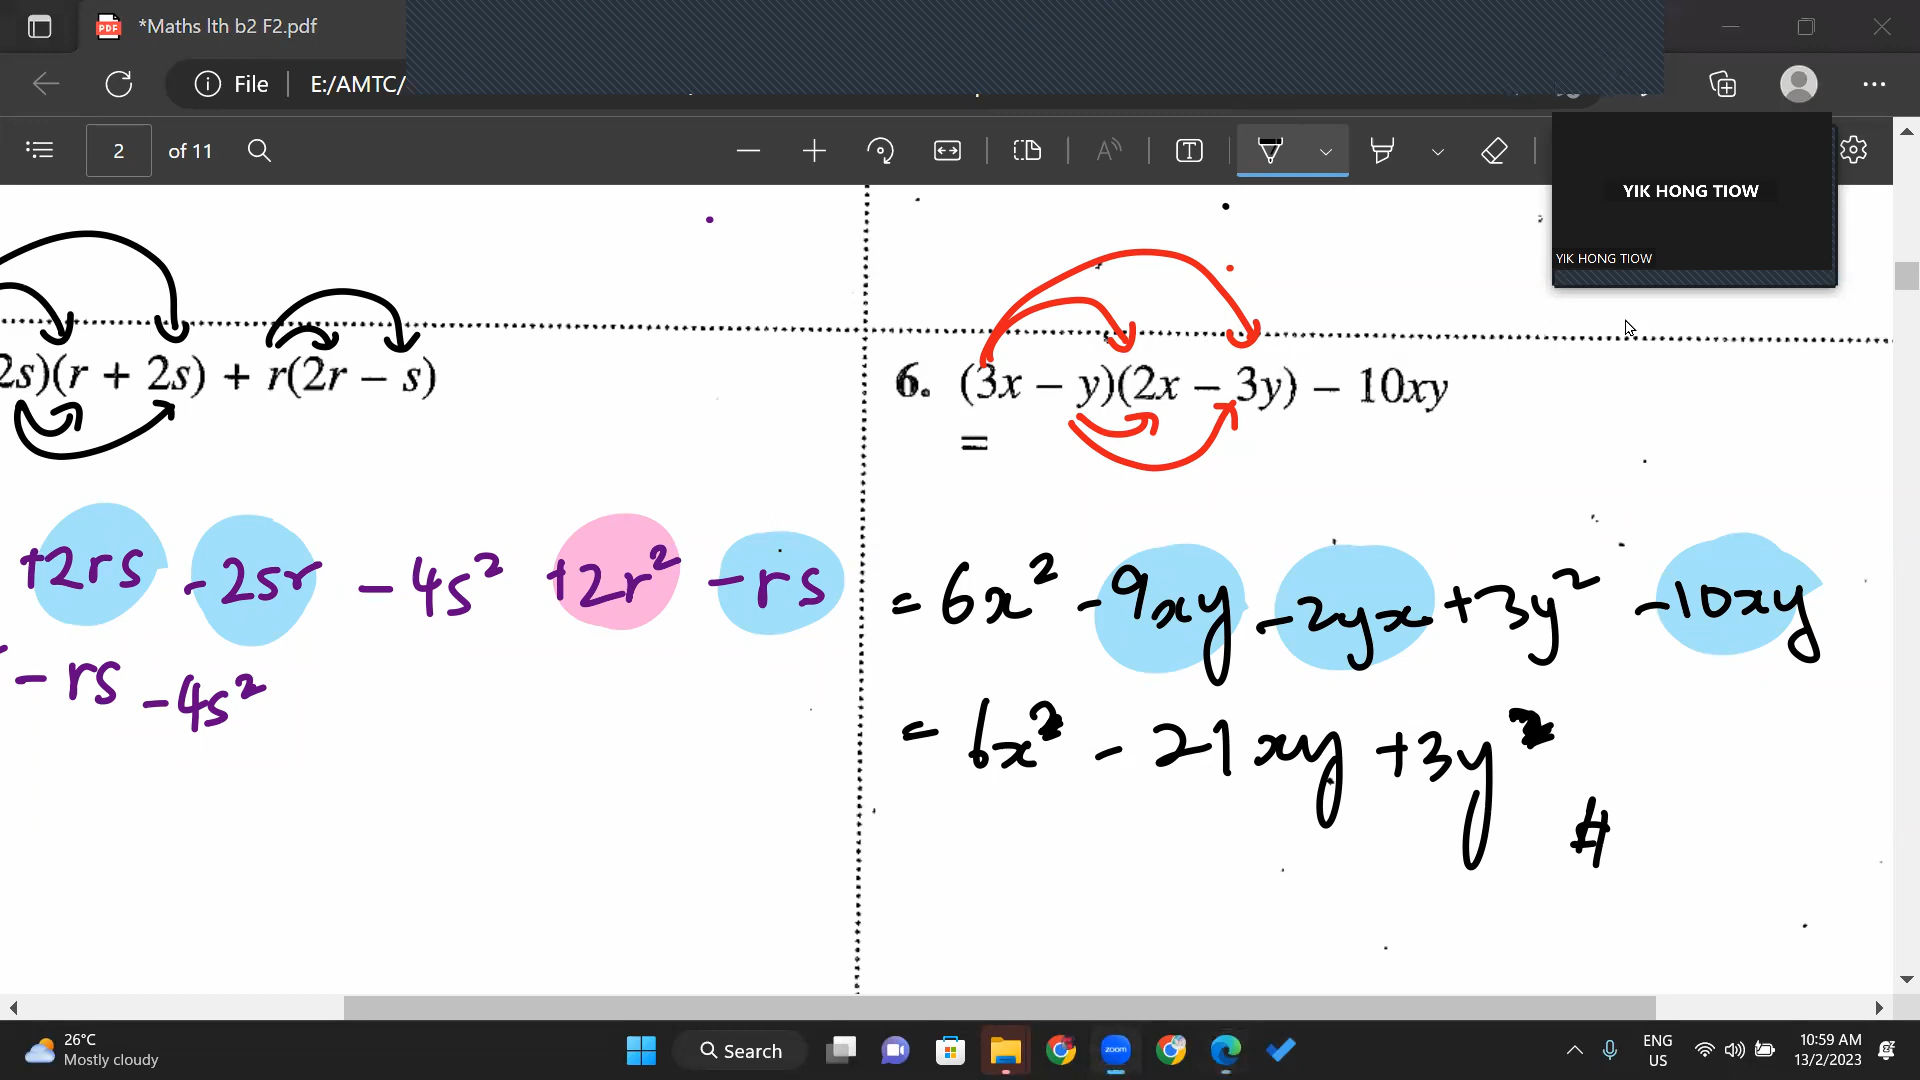 *Maths lth b2 F2.pdf
File
E:/AMTC/
2
of 11
YIK HONG TIOW
YIK HONG TIOW
2s)(r + 2s) + r(2r − s)
+2rs -2sr -4s² +2r² -rs
-rs -4s²
6. (3x − y)(2x − 3y) − 10xy
=
= 6x² -9xy -2yx +3y² -10xy
= 6x² - 21xy +3y² #
26°C
Mostly cloudy
Search
zoom
ENG
US
10:59 AM
13/2/2023